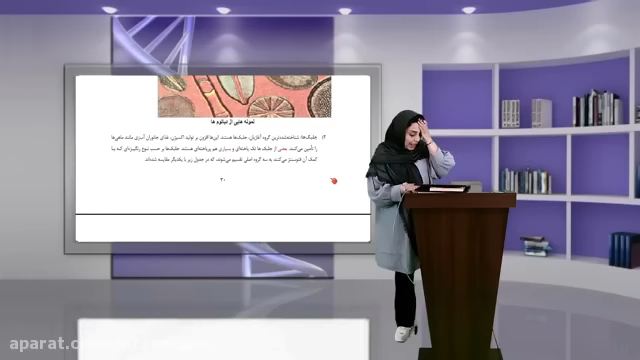 نمونه هایی از دیاتوم ها
۳) جلبک‌ها: شناخته‌شده‌ترین گروه آغازیان، جلبک‌ها هستند. این‌ها افزون بر تولید اکسیژن، غذای جانوران آبزی مانند ماهی‌ها
را تأمین می‌کنند. بعضی از جلبک ها تک یاخته‌ای و بسیاری هم پریاخته‌ای هستند. جلبک‌ها بر حسب نوع رنگیزه‌ای که با
کمک آن فتوسنتز می‌کنند به سه گروه اصلی تقسیم می‌شوند، که در جدول زیر با یکدیگر مقایسه شده‌اند.
۳۰
aparat.com